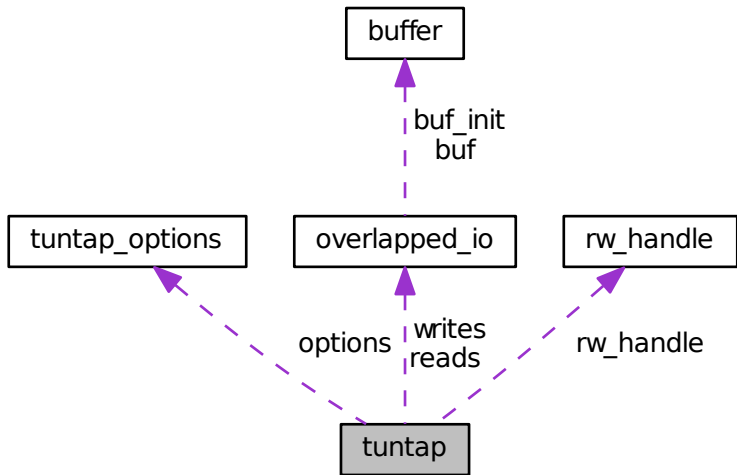 buffer
buf_init
buf
tuntap_options
overlapped_io
rw_handle
options
writes
reads
rw_handle
tuntap